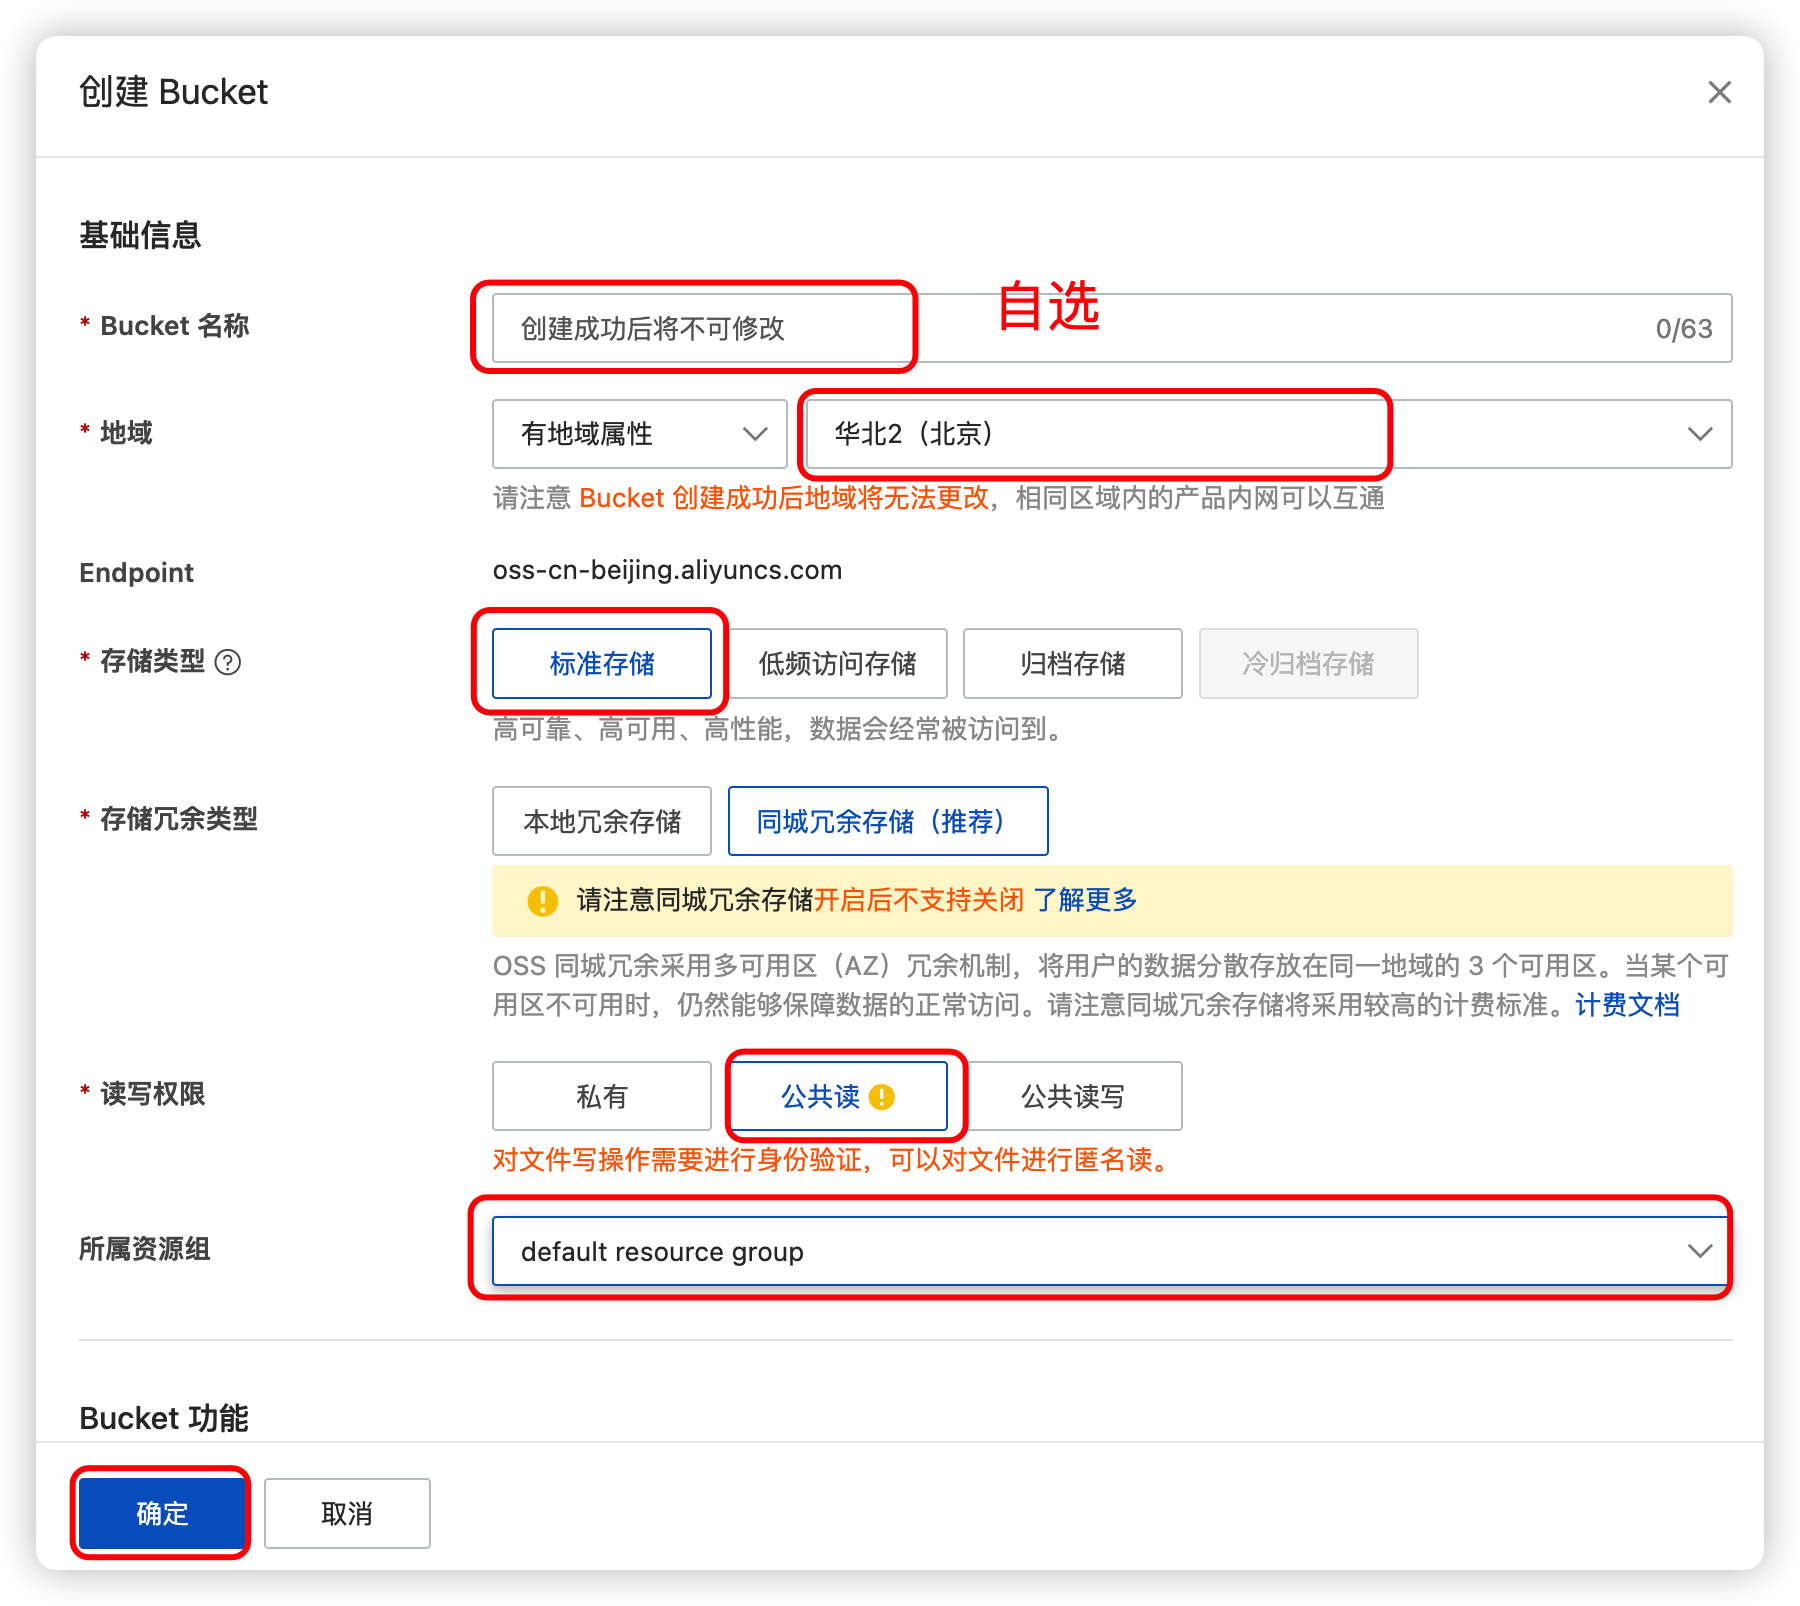 创建 Bucket
基础信息
* Bucket 名称
创建成功后将不可修改
自选
0/63
* 地域
有地域属性
华北2（北京）
请注意 Bucket 创建成功后地域将无法更改，相同区域内的产品内网可以互通
Endpoint
oss-cn-beijing.aliyuncs.com
* 存储类型 ?
标准存储
低频访问存储
归档存储
冷归档存储
高可靠、高可用、高性能，数据会经常被访问到。
* 存储冗余类型
本地冗余存储
同城冗余存储（推荐）
请注意同城冗余存储开启后不支持关闭 了解更多
OSS 同城冗余采用多可用区（AZ）冗余机制，将用户的数据分散存放在同一地域的 3 个可用区。当某个可
用区不可用时，仍然能够保障数据的正常访问。请注意同城冗余存储将采用较高的计费标准。计费文档
* 读写权限
私有
公共读
公共读写
对文件写操作需要进行身份验证，可以对文件进行匿名读。
所属资源组
default resource group
Bucket 功能
确定
取消